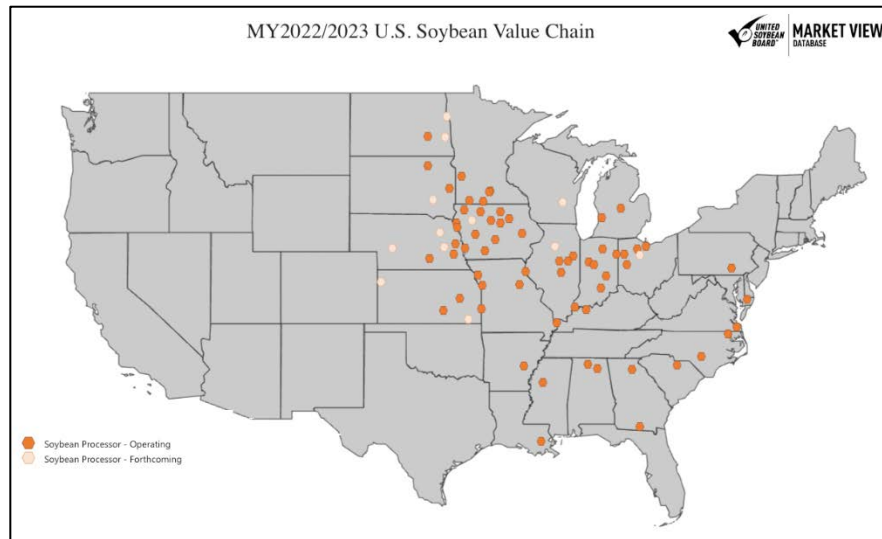 MY2022/2023 U.S. Soybean Value Chain
UNITED
SOYBEAN
BOARD
MARKET VIEW
DATABASE
Soybean Processor - Operating
Soybean Processor - Forthcoming